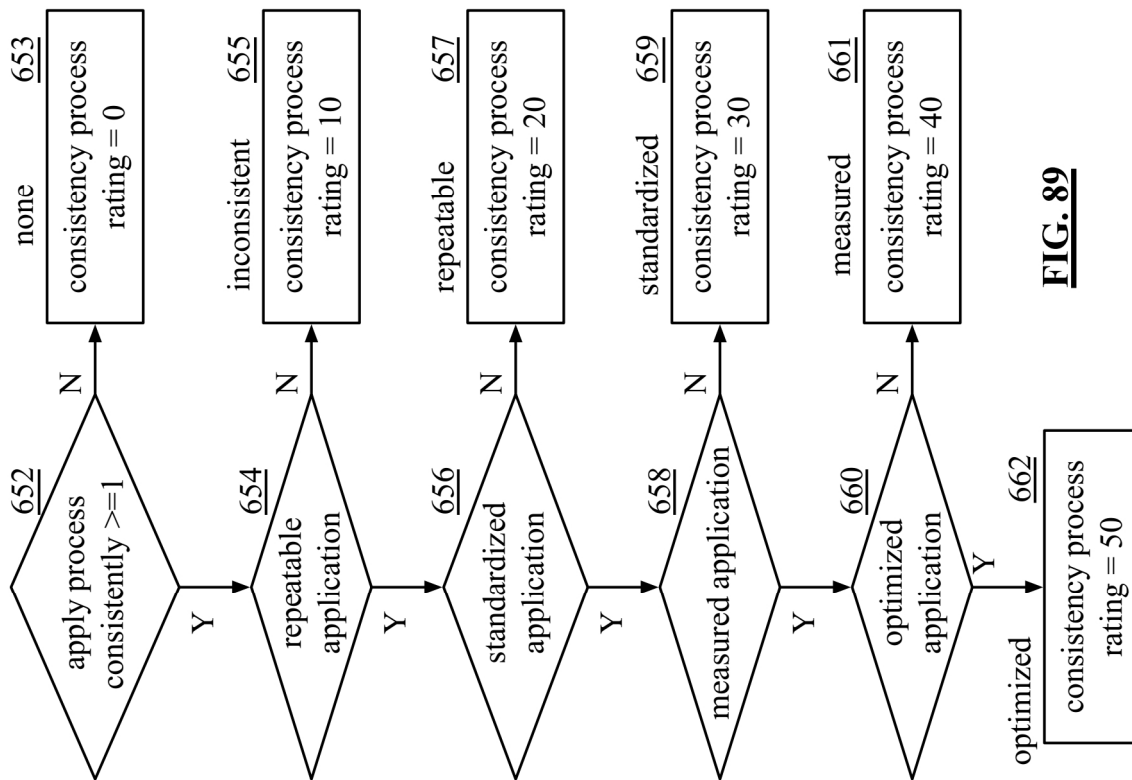 652
apply process
consistently >=1
N
none
653
consistency process
rating = 0
Y
654
repeatable
application
N
inconsistent
655
consistency process
rating = 10
Y
656
standardized
application
N
repeatable
657
consistency process
rating = 20
Y
658
measured application
N
standardized
659
consistency process
rating = 30
Y
660
optimized
application
N
measured
661
consistency process
rating = 40
Y
optimized
662
consistency process
rating = 50
FIG. 89